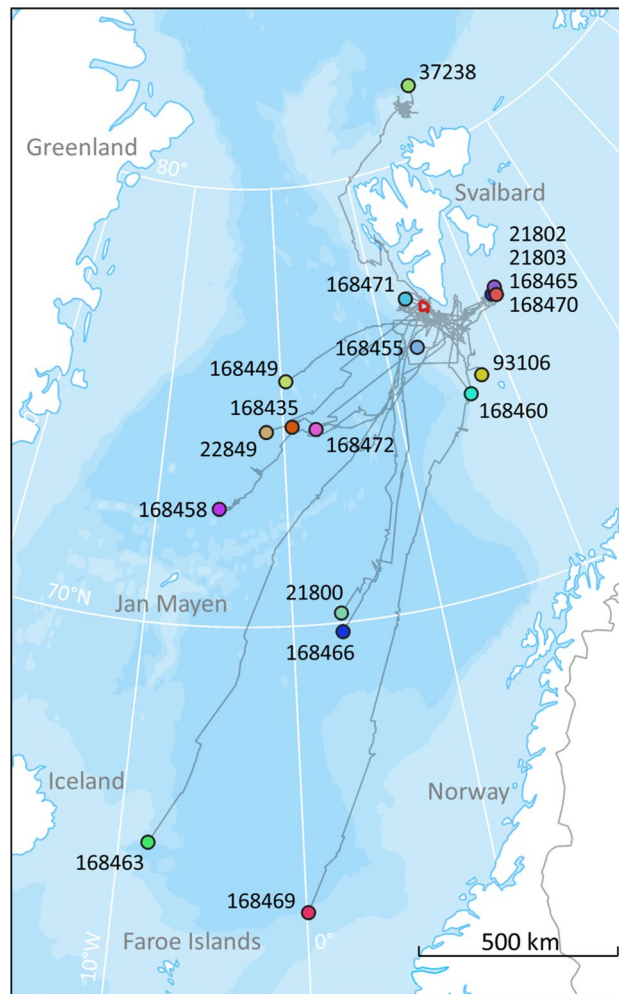 37238
Greenland
80°
Svalbard
21802
21803
168465
168470
168471
168455
93106
168449
168460
168435
22849
168472
168458
70°N
Jan Mayen
21800
168466
Iceland
Norway
168463
168469
Faroe Islands
0°
10°W
500 km